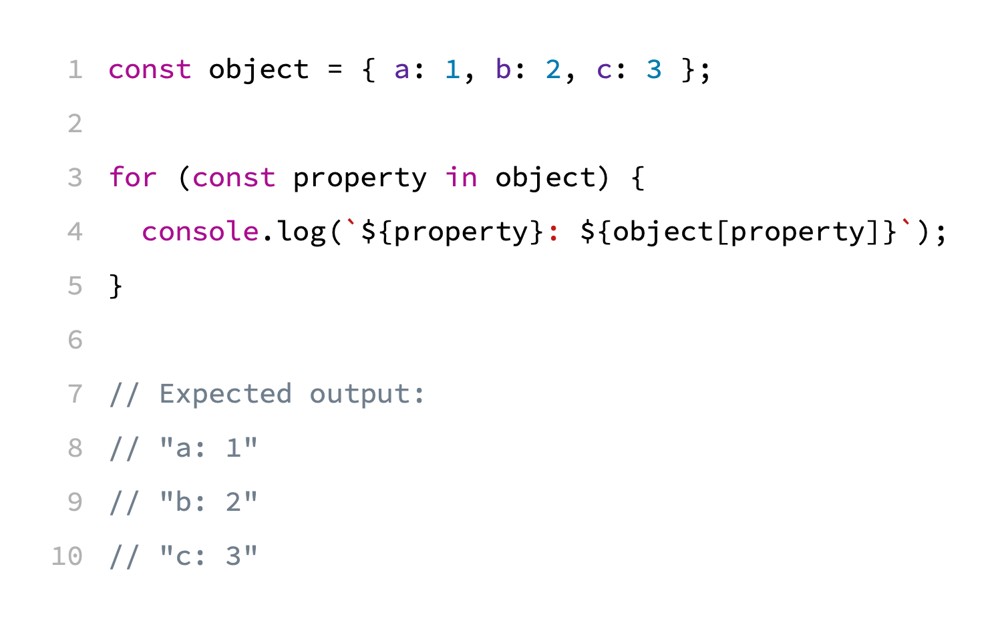 1 const object = { a: 1, b: 2, c: 3 };
2
3 for (const property in object) {
4   console.log(`${property}: ${object[property]}`);
5 }
6
7 // Expected output:
8 // "a: 1"
9 // "b: 2"
10 // "c: 3"